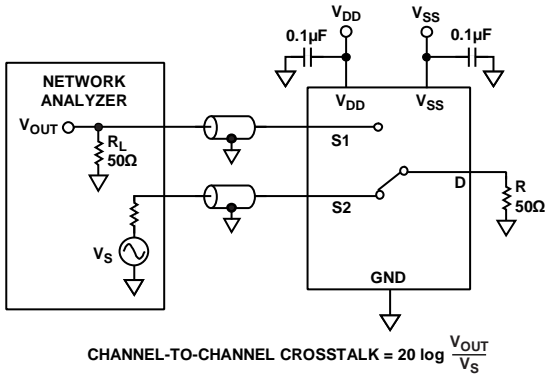 V_DD
V_SS
0.1µF
0.1µF
NETWORK
ANALYZER
V_OUT
R_L
50Ω
V_DD
V_SS
S1
S2
D
R
50Ω
V_S
GND
CHANNEL-TO-CHANNEL CROSSTALK = 20 log V_OUT/V_S